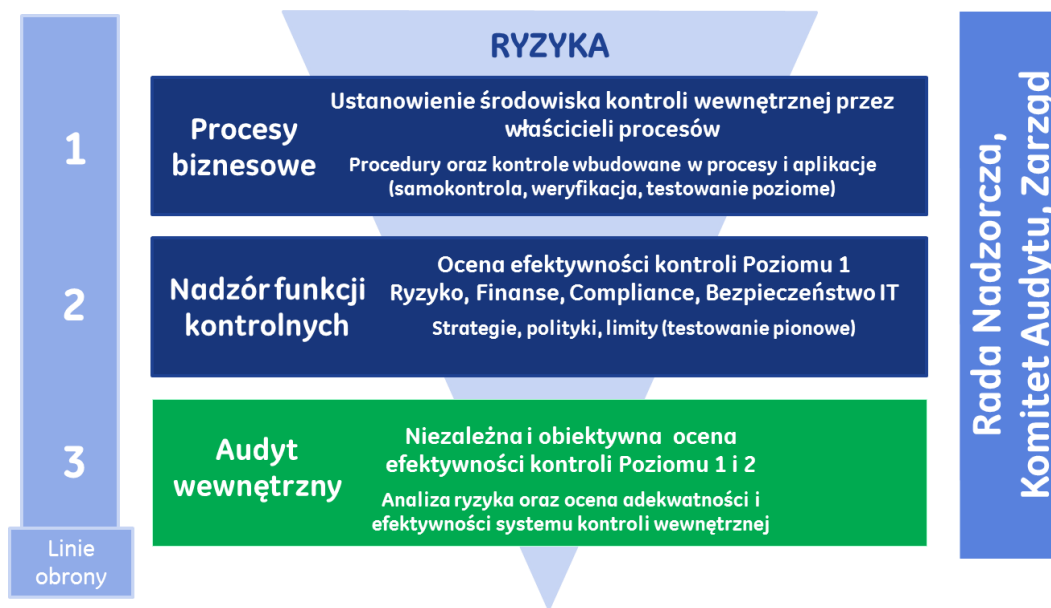 RYZYKA
1
Procesy
biznesowe
Ustanowienie środowiska kontroli wewnętrznej przez
właścicieli procesów
Procedury oraz kontrole wbudowane w procesy i aplikacje
(samokontrola, weryfikacja, testowanie poziome)
2
Nadzór funkcji
kontrolnych
Ocena efektywności kontroli Poziomu 1
Ryzyko, Finanse, Compliance, Bezpieczeństwo IT
Strategie, polityki, limity (testowanie pionowe)
3
Audyt
wewnętrzny
Niezależna i obiektywna ocena
efektywności kontroli Poziomu 1 i 2
Analiza ryzyka oraz ocena adekwatności i
efektywności systemu kontroli wewnętrznej
Linie
obrony
Rada Nadzorcza,
Komitet Audytu, Zarząd